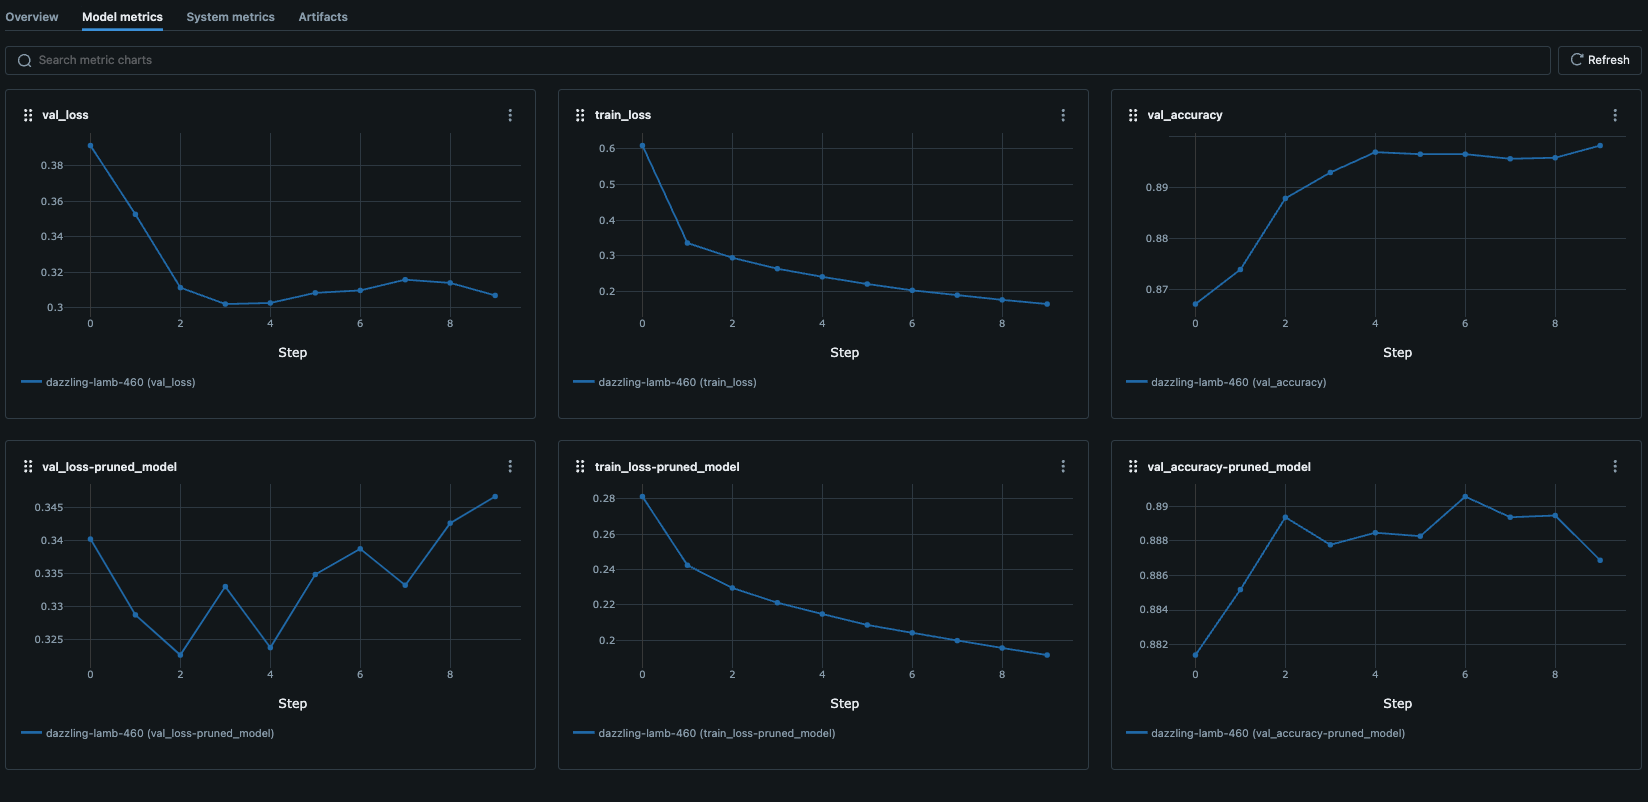 Overview Model metrics System metrics Artifacts
Search metric charts
Refresh
val_loss
0.38
0.36
0.34
0.32
0.3
0 2 4 6 8
Step
dazzling-lamb-460 (val_loss)
train_loss
0.6
0.5
0.4
0.3
0.2
0 2 4 6 8
Step
dazzling-lamb-460 (train_loss)
val_accuracy
0.89
0.88
0.87
0 2 4 6 8
Step
dazzling-lamb-460 (val_accuracy)
val_loss-pruned_model
0.345
0.34
0.335
0.33
0.325
0 2 4 6 8
Step
dazzling-lamb-460 (val_loss-pruned_model)
train_loss-pruned_model
0.28
0.26
0.24
0.22
0.2
0 2 4 6 8
Step
dazzling-lamb-460 (train_loss-pruned_model)
val_accuracy-pruned_model
0.89
0.888
0.886
0.884
0.882
0 2 4 6 8
Step
dazzling-lamb-460 (val_accuracy-pruned_model)